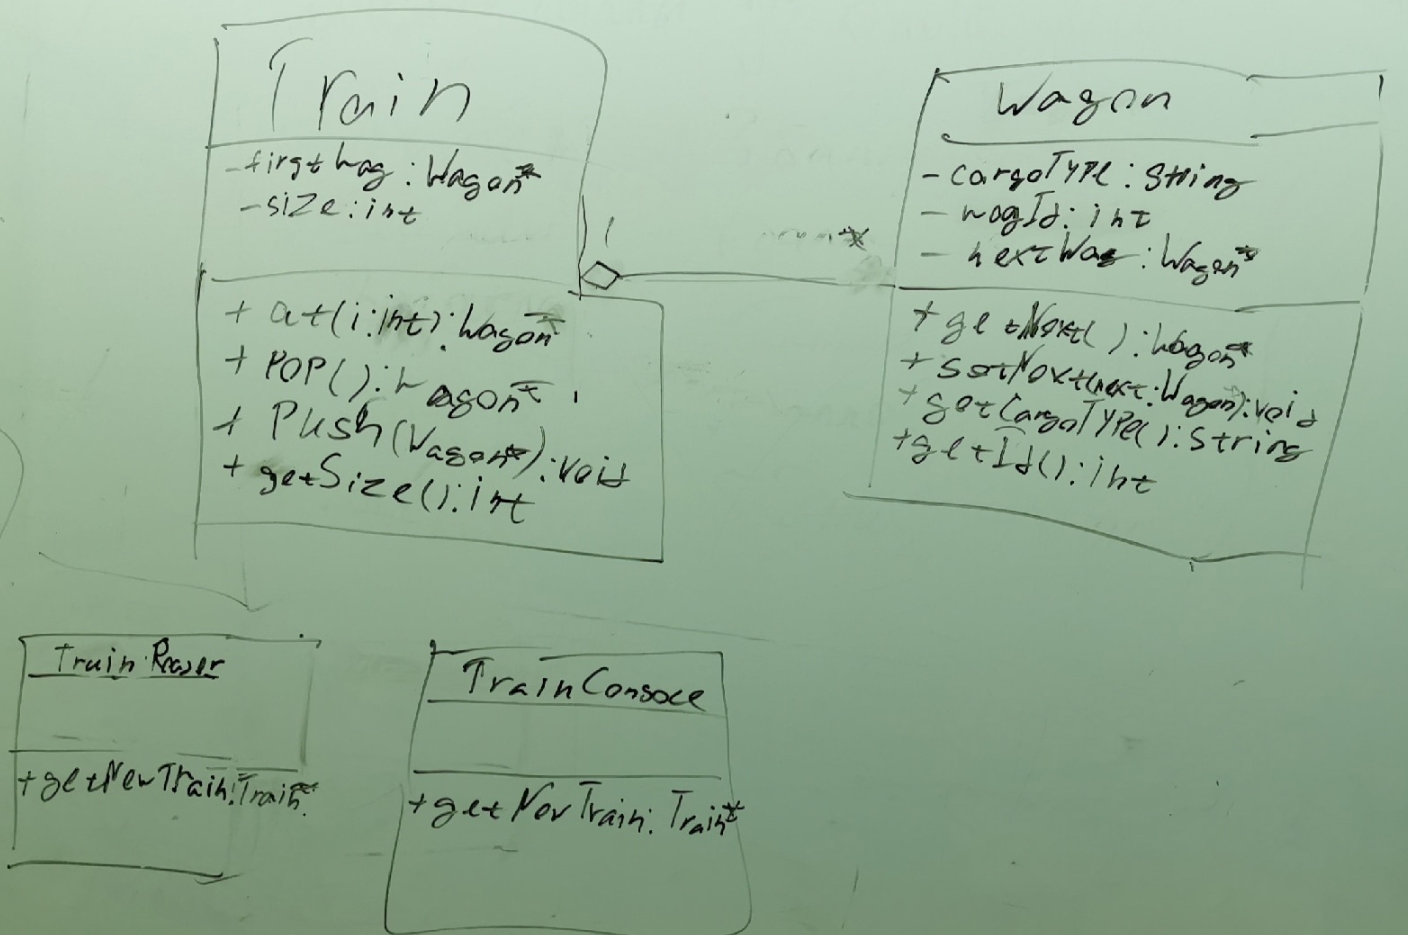 Train
- firstWag : Wagon*
- size : int
+ at(i:int) : Wagon*
+ POP() : Wagon*
+ Push(Wagon*) : void
+ getSize() : int
1
*
Wagon
- cargoType : String
- wagId : int
- nextWag : Wagon*
+ getNext() : Wagon*
+ setNext(next : Wagon) : void
+ getCargoType() : String
+ getId() : int
Train
+ getNewTrain : Train*
TrainConsole
+ getNewTrain : Train*